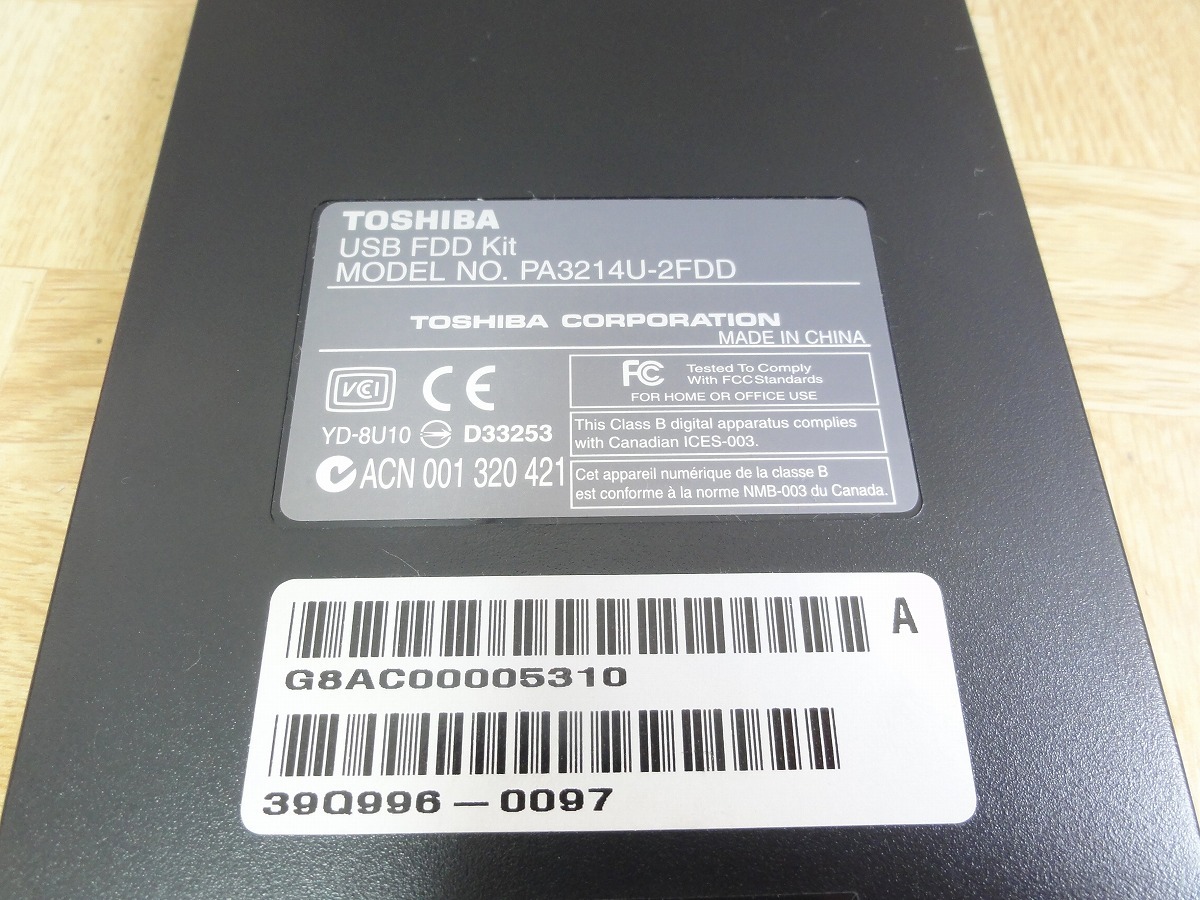 TOSHIBA
USB FDD Kit
MODEL NO. PA3214U-2FDD
TOSHIBA CORPORATION
MADE IN CHINA
VCI
CE
FC Tested To Comply
With FCC Standards
FOR HOME OR OFFICE USE
YD-8U10 D33253
This Class B digital apparatus complies
with Canadian ICES-003.
ACN 001 320 421
Cet appareil numérique de la classe B
est conforme à la norme NMB-003 du Canada.
A
G8AC00005310
39Q996-0097